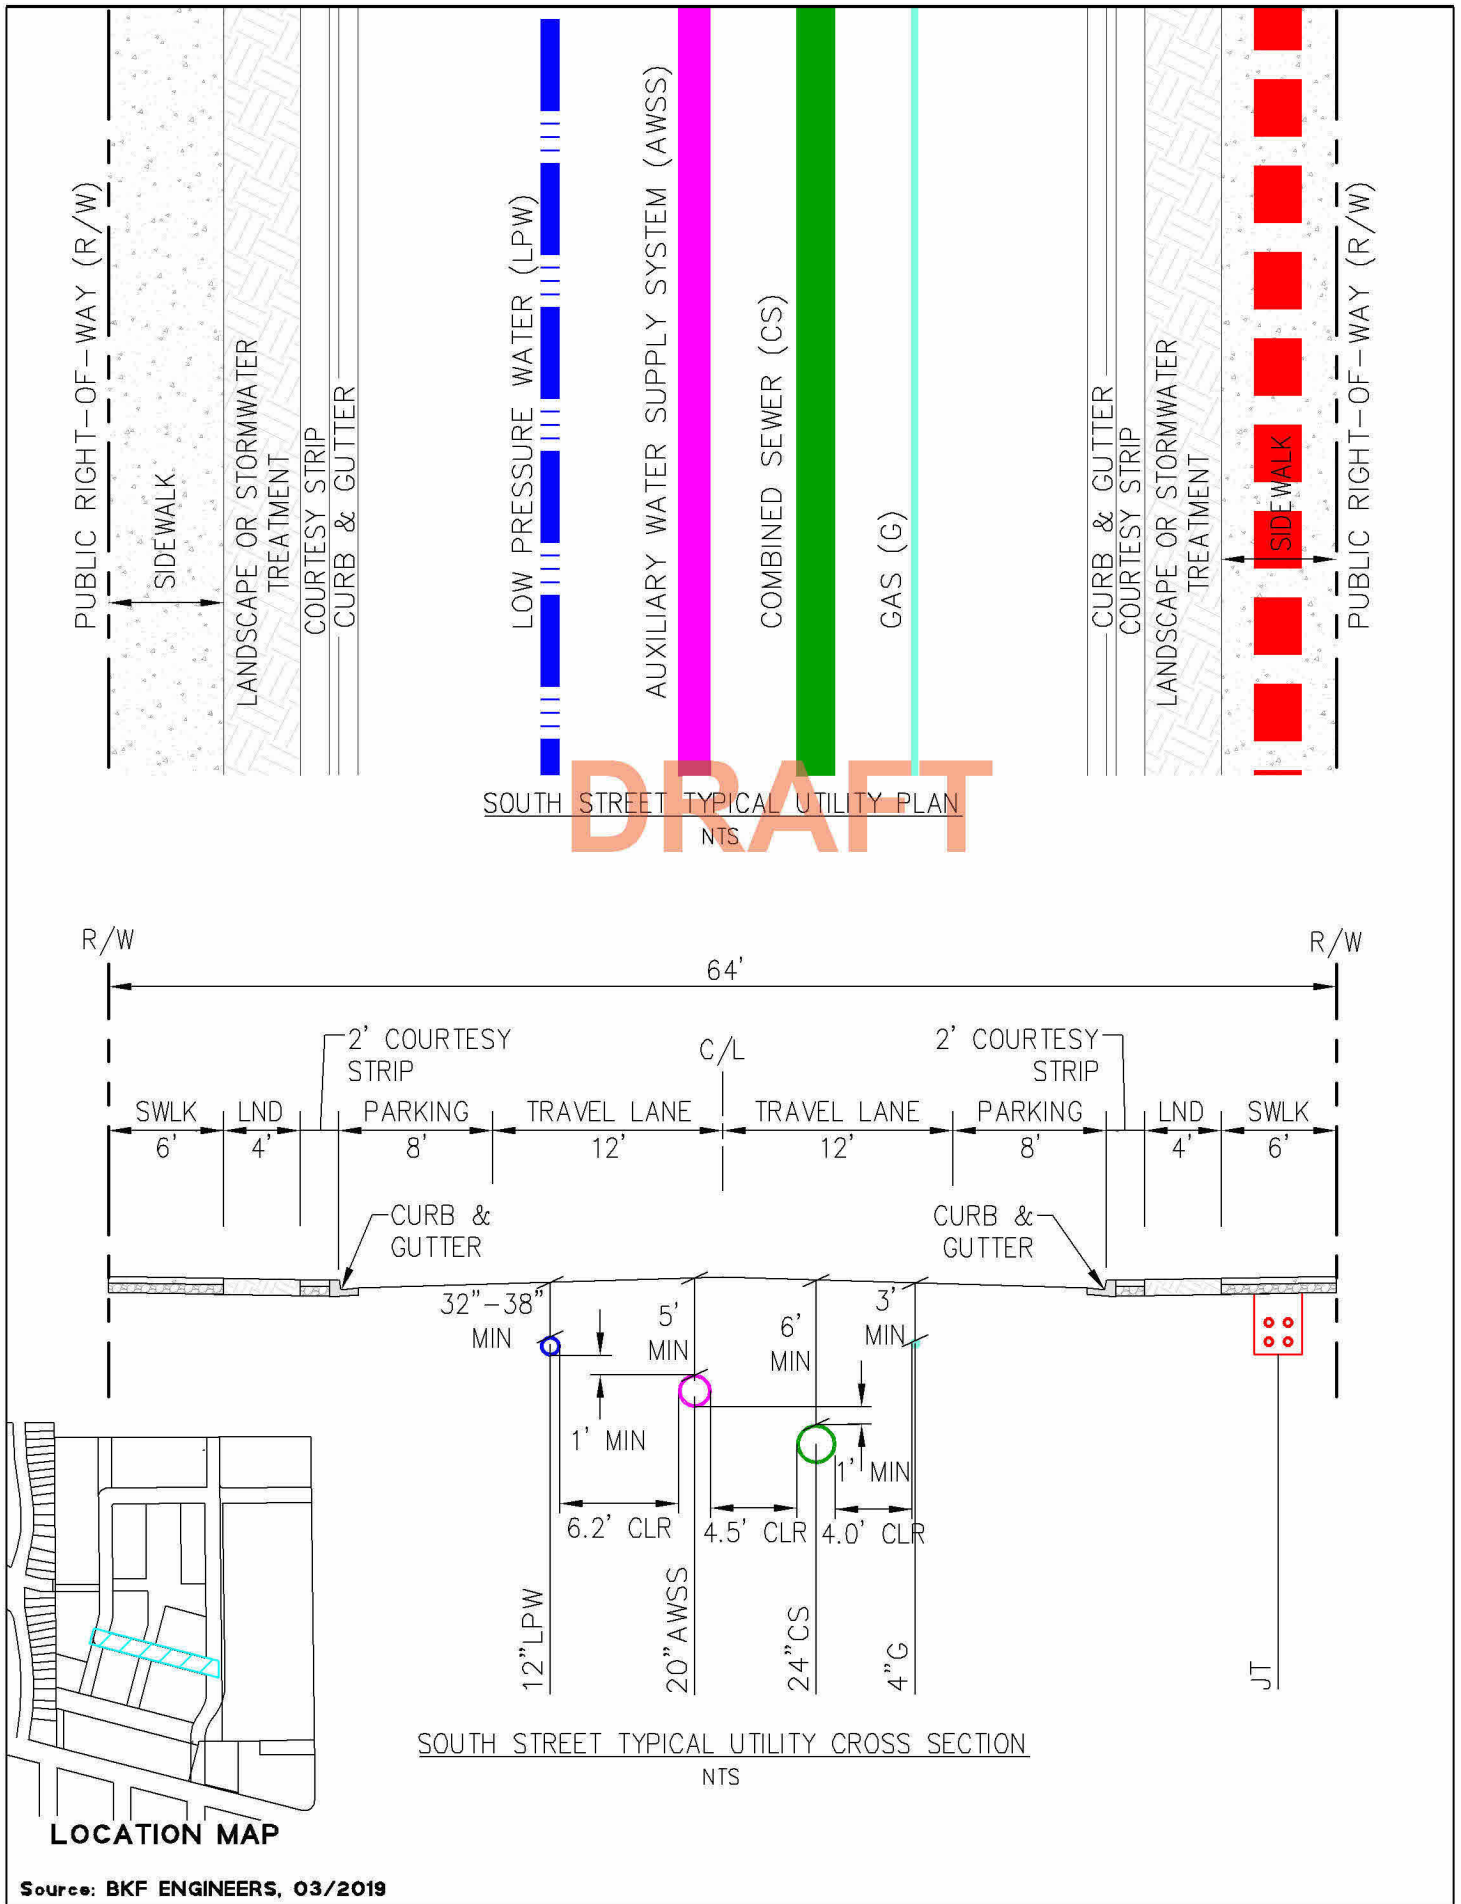 PUBLIC RIGHT-OF-WAY (R/W)
SIDEWALK
LANDSCAPE OR STORMWATER
TREATMENT
COURTESY STRIP
CURB & GUTTER
LOW PRESSURE WATER (LPW)
AUXILIARY WATER SUPPLY SYSTEM (AWSS)
COMBINED SEWER (CS)
GAS (G)
CURB & GUTTER
COURTESY STRIP
LANDSCAPE OR STORMWATER
TREATMENT
SIDEWALK
PUBLIC RIGHT-OF-WAY (R/W)
DRAFT
SOUTH STREET TYPICAL UTILITY PLAN
NTS
R/W
R/W
64'
2' COURTESY
STRIP
C/L
2' COURTESY
STRIP
SWLK
LND
PARKING
TRAVEL LANE
TRAVEL LANE
PARKING
LND
SWLK
6'
4'
8'
12'
12'
8'
4'
6'
CURB &
GUTTER
CURB &
GUTTER
32"-38"
MIN
5'
MIN
6'
MIN
3'
MIN
1' MIN
1' MIN
6.2' CLR
4.5' CLR
4.0' CLR
12"LPW
20"AWSS
24"CS
4"G
JT
SOUTH STREET TYPICAL UTILITY CROSS SECTION
NTS
LOCATION MAP
Source: BKF ENGINEERS, 03/2019